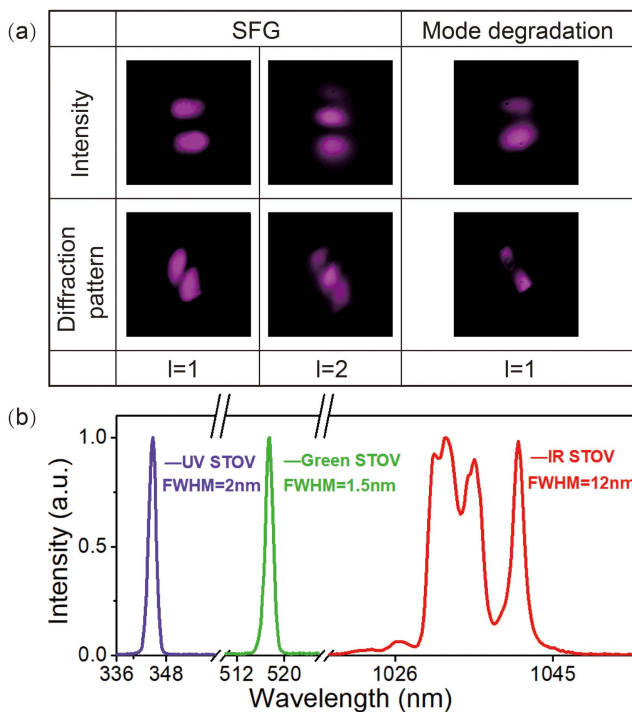 (a)
SFG
Mode degradation
Intensity
Diffraction
pattern
l=1
l=2
l=1
(b)
Intensity (a.u.)
1.0
0.5
0.0
—UV STOV
FWHM=2nm
—Green STOV
FWHM=1.5nm
—IR STOV
FWHM=12nm
336
348
512
520
1026
1045
Wavelength (nm)